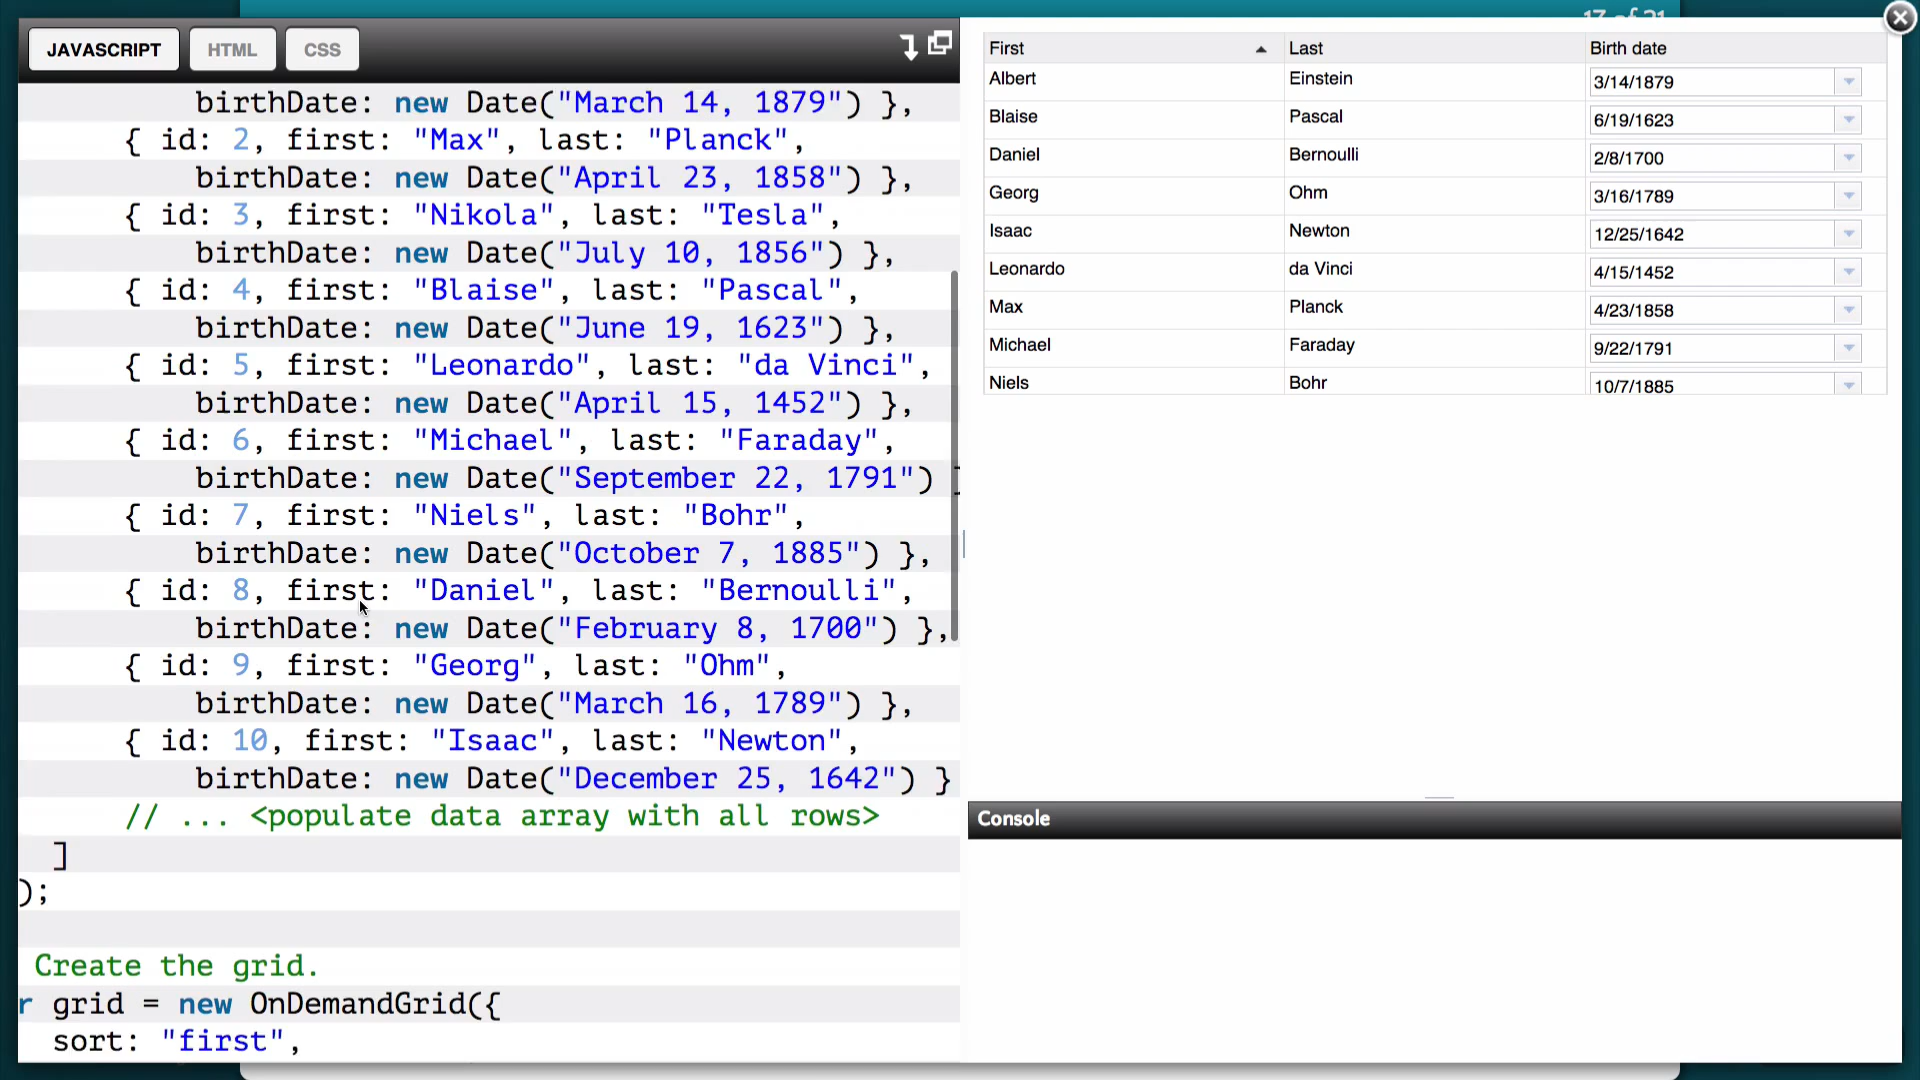 17 of 21
JAVASCRIPT HTML CSS
birthDate: new Date("March 14, 1879") },
{ id: 2, first: "Max", last: "Planck",
birthDate: new Date("April 23, 1858") },
{ id: 3, first: "Nikola", last: "Tesla",
birthDate: new Date("July 10, 1856") },
{ id: 4, first: "Blaise", last: "Pascal",
birthDate: new Date("June 19, 1623") },
{ id: 5, first: "Leonardo", last: "da Vinci",
birthDate: new Date("April 15, 1452") },
{ id: 6, first: "Michael", last: "Faraday",
birthDate: new Date("September 22, 1791")
{ id: 7, first: "Niels", last: "Bohr",
birthDate: new Date("October 7, 1885") },
{ id: 8, first: "Daniel", last: "Bernoulli",
birthDate: new Date("February 8, 1700") },
{ id: 9, first: "Georg", last: "Ohm",
birthDate: new Date("March 16, 1789") },
{ id: 10, first: "Isaac", last: "Newton",
birthDate: new Date("December 25, 1642") }
// ... <populate data array with all rows>
]
);
Create the grid.
r grid = new OnDemandGrid({
sort: "first",
First Last Birth date
Albert Einstein 3/14/1879
Blaise Pascal 6/19/1623
Daniel Bernoulli 2/8/1700
Georg Ohm 3/16/1789
Isaac Newton 12/25/1642
Leonardo da Vinci 4/15/1452
Max Planck 4/23/1858
Michael Faraday 9/22/1791
Niels Bohr 10/7/1885
Console